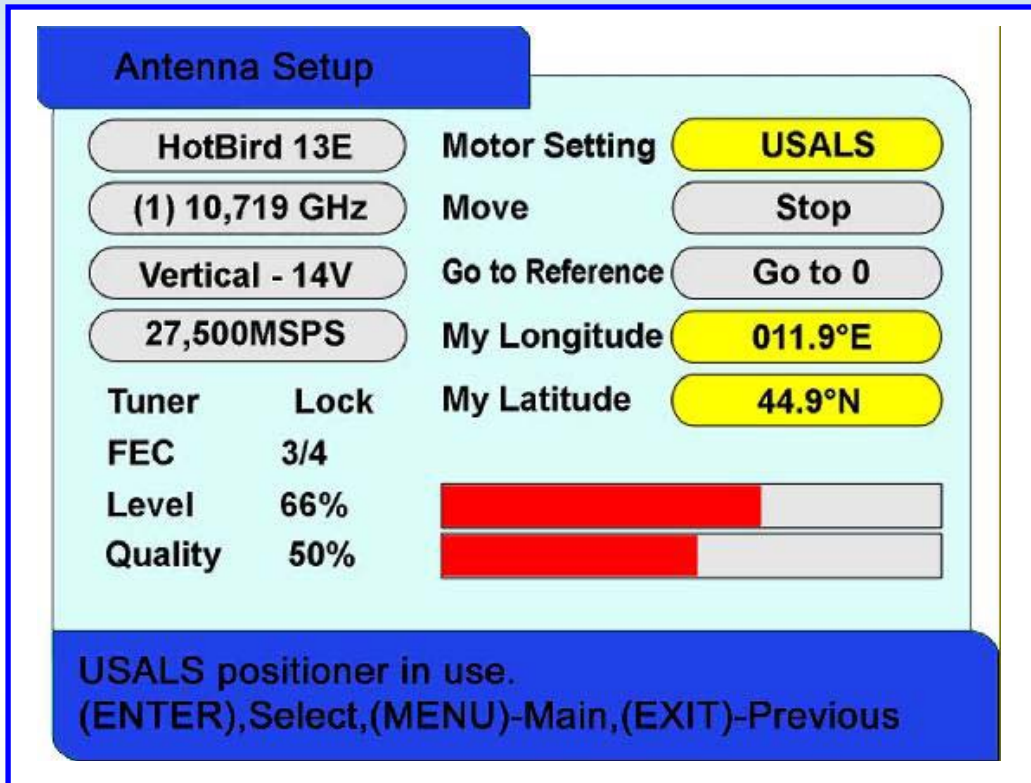 Antenna Setup
HotBird 13E
(1) 10,719 GHz
Vertical - 14V
27,500MSPS
Tuner Lock
FEC 3/4
Level 66%
Quality 50%
Motor Setting USALS
Move Stop
Go to Reference Go to 0
My Longitude 011.9°E
My Latitude 44.9°N
USALS positioner in use.
(ENTER),Select,(MENU)-Main,(EXIT)-Previous